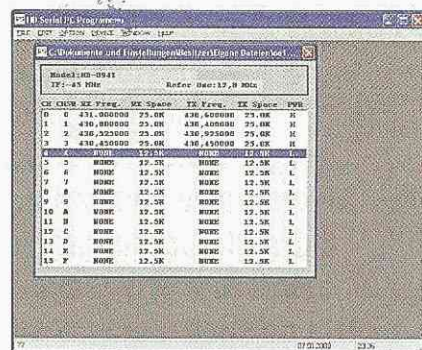 HD Serial PC Programmer
File Edit Option Device Window Help
C:\Dokumente und Einstellungen\Besitzer\Eigene Dateien\oe1...
Model:HD-U941
IF:-45 MHz Refer Osc:12,8 MHz
CH CHSW RX Freq. RX Space TX Freq. TX Space PWR
0 0 431,000000 25.0K 438,600000 25.0K H
1 1 430,800000 25.0K 438,400000 25.0K H
2 2 430,925000 25.0K 430,925000 25.0K H
3 3 430,450000 25.0K 430,450000 25.0K H
4 4 NONE 12.5K NONE 12.5K L
5 5 NONE 12.5K NONE 12.5K L
6 6 NONE 12.5K NONE 12.5K L
7 7 NONE 12.5K NONE 12.5K L
8 8 NONE 12.5K NONE 12.5K L
9 9 NONE 12.5K NONE 12.5K L
10 A NONE 12.5K NONE 12.5K L
11 B NONE 12.5K NONE 12.5K L
12 C NONE 12.5K NONE 12.5K L
13 D NONE 12.5K NONE 12.5K L
14 E NONE 12.5K NONE 12.5K L
15 F NONE 12.5K NONE 12.5K L